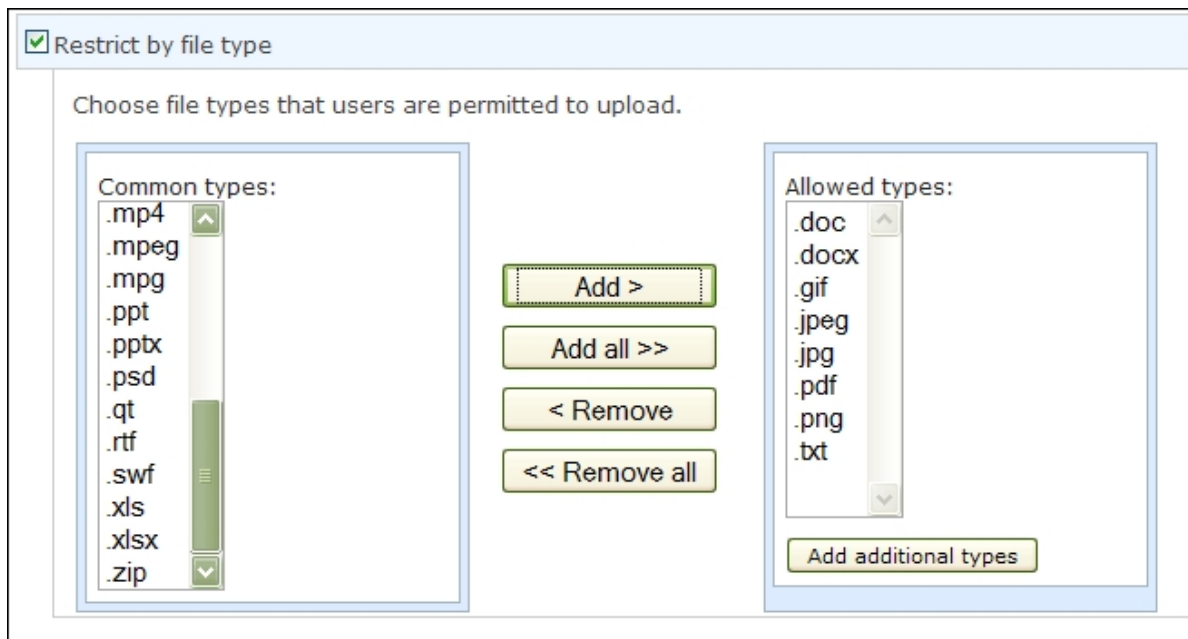 Restrict by file type
Choose file types that users are permitted to upload.
Common types:
.mp4
.mpeg
.mpg
.ppt
.pptx
.psd
.qt
.rtf
.swf
.xls
.xlsx
.zip
Add >
Add all >>
< Remove
<< Remove all
Allowed types:
.doc
.docx
.gif
.jpeg
.jpg
.pdf
.png
.txt
Add additional types